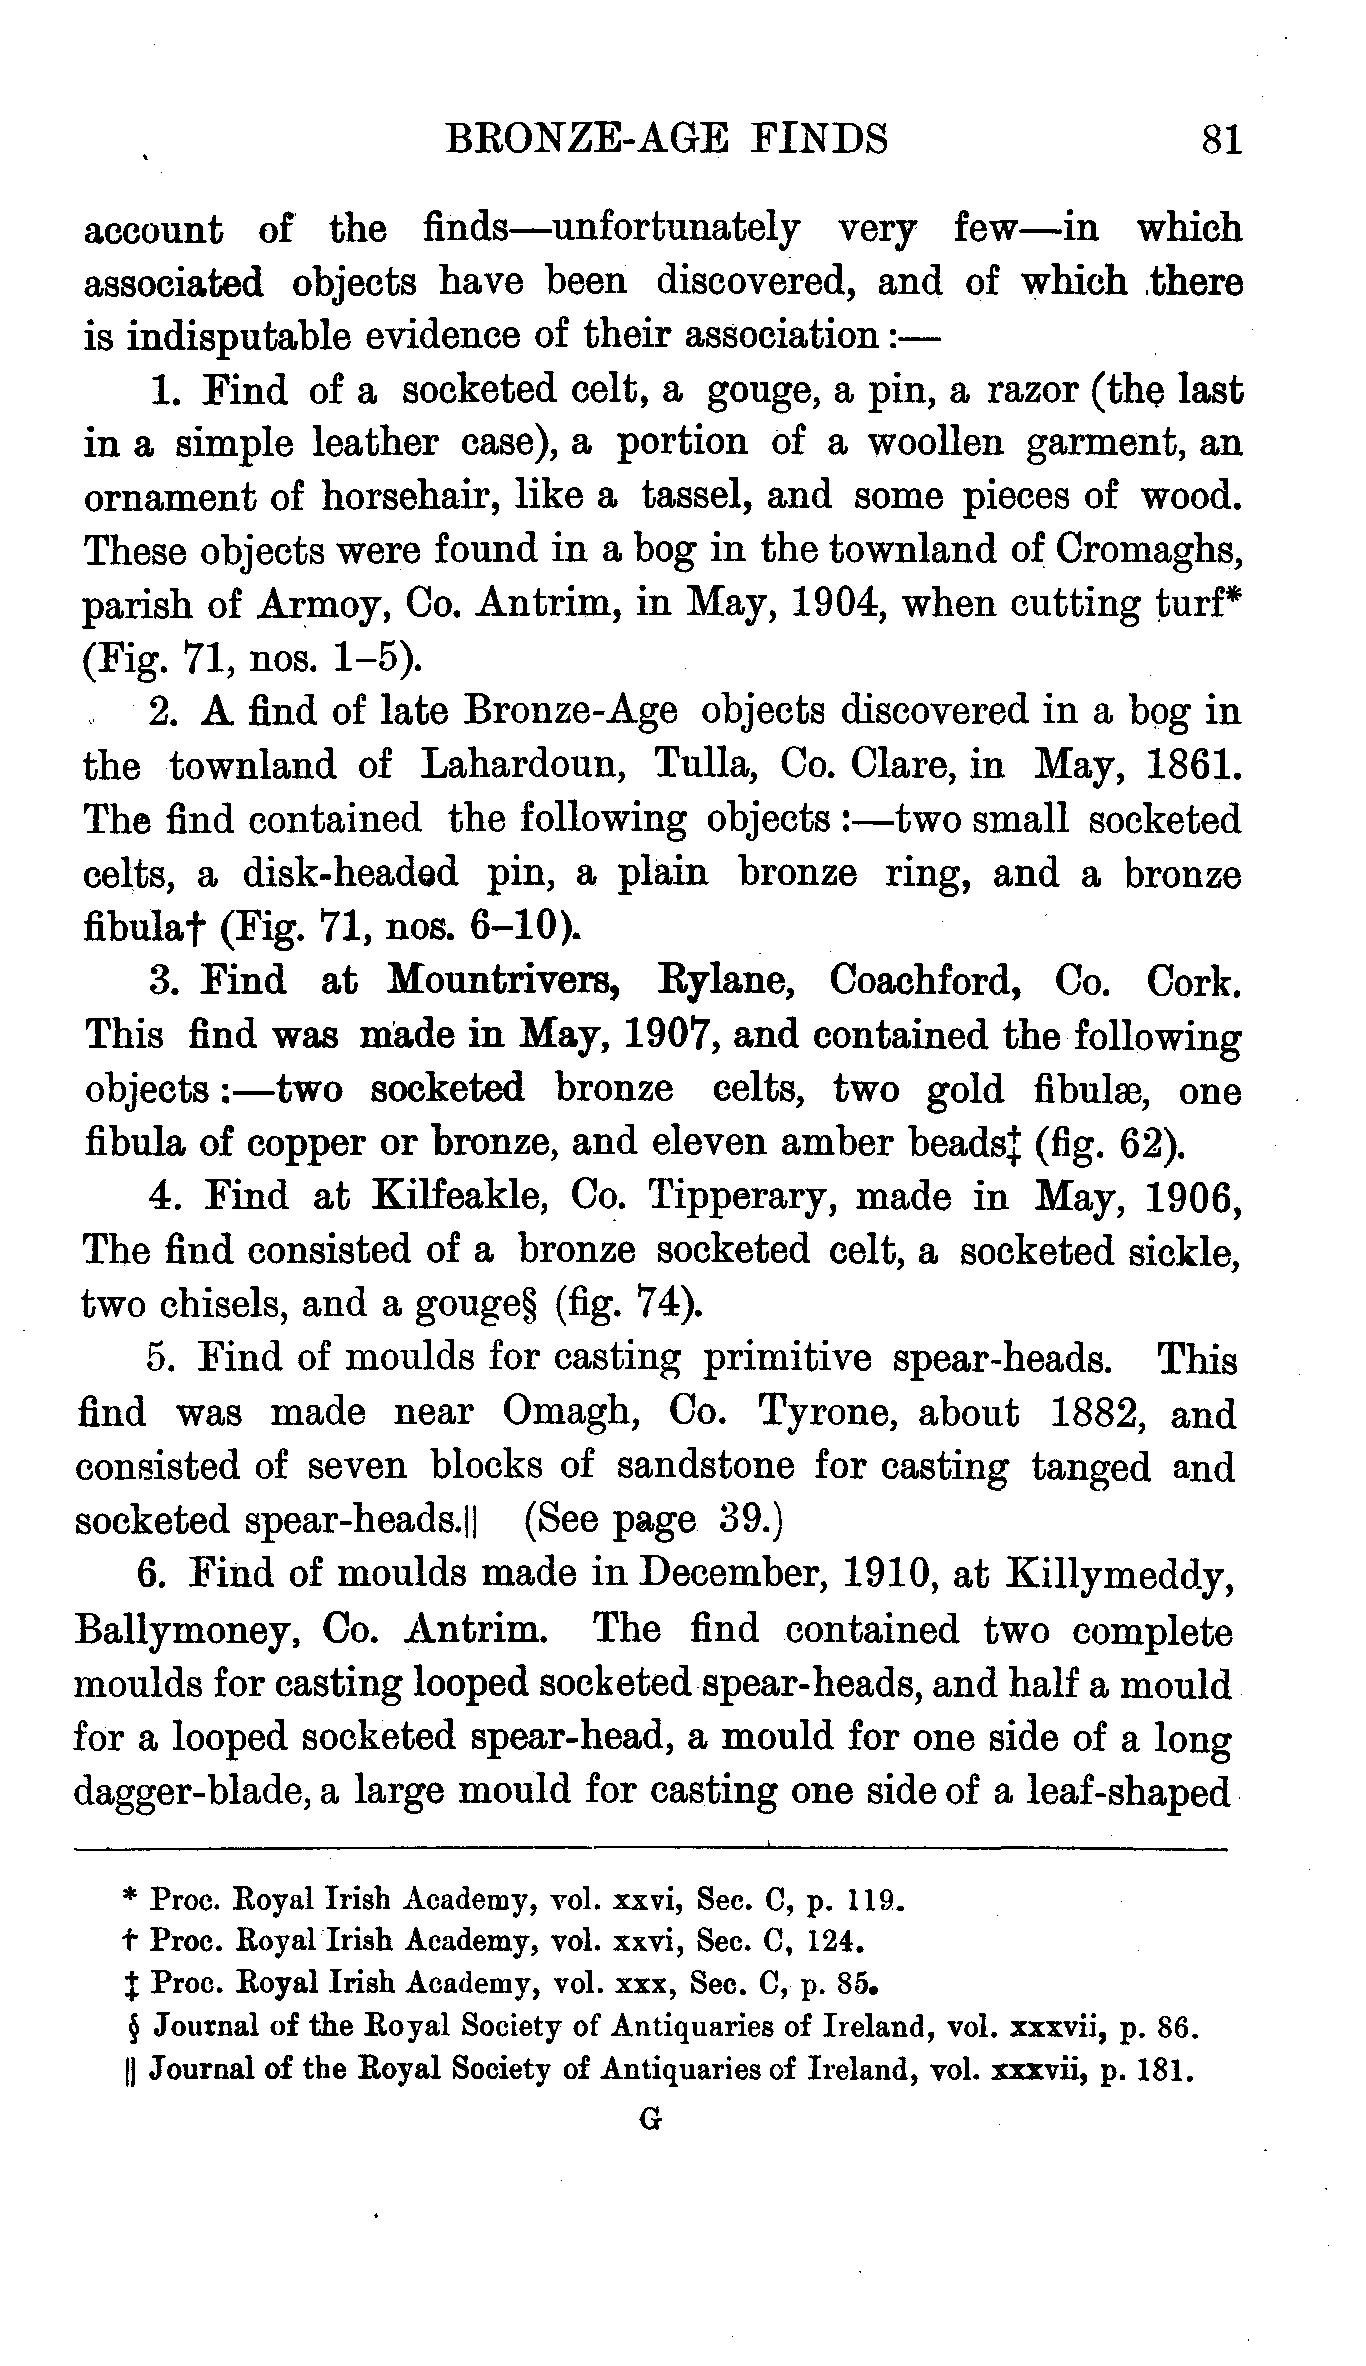 BRONZE-AGE FINDS 81
account of the finds—unfortunately very few—in which
associated objects have been discovered, and of which there
is indisputable evidence of their association :—
1. Find of a socketed celt, a gouge, a pin, a razor (the last
in a simple leather case), a portion of a woollen garment, an
ornament of horsehair, like a tassel, and some pieces of wood.
These objects were found in a bog in the townland of Cromaghs,
parish of Armoy, Co. Antrim, in May, 1904, when cutting turf*
(Fig. 71, nos. 1–5).
2. A find of late Bronze-Age objects discovered in a bog in
the townland of Lahardoun, Tulla, Co. Clare, in May, 1861.
The find contained the following objects :—two small socketed
celts, a disk-headed pin, a plain bronze ring, and a bronze
fibula† (Fig. 71, nos. 6–10).
3. Find at Mountrivers, Rylane, Coachford, Co. Cork.
This find was made in May, 1907, and contained the following
objects :—two socketed bronze celts, two gold fibulæ, one
fibula of copper or bronze, and eleven amber beads‡ (fig. 62).
4. Find at Kilfeakle, Co. Tipperary, made in May, 1906,
The find consisted of a bronze socketed celt, a socketed sickle,
two chisels, and a gouge§ (fig. 74).
5. Find of moulds for casting primitive spear-heads. This
find was made near Omagh, Co. Tyrone, about 1882, and
consisted of seven blocks of sandstone for casting tanged and
socketed spear-heads.|| (See page 39.)
6. Find of moulds made in December, 1910, at Killymeddy,
Ballymoney, Co. Antrim. The find contained two complete
moulds for casting looped socketed spear-heads, and half a mould
for a looped socketed spear-head, a mould for one side of a long
dagger-blade, a large mould for casting one side of a leaf-shaped
* Proc. Royal Irish Academy, vol. xxvi, Sec. C, p. 119.
† Proc. Royal Irish Academy, vol. xxvi, Sec. C, 124.
‡ Proc. Royal Irish Academy, vol. xxx, Sec. C, p. 85.
§ Journal of the Royal Society of Antiquaries of Ireland, vol. xxxvii, p. 86.
|| Journal of the Royal Society of Antiquaries of Ireland, vol. xxxvii, p. 181.
G